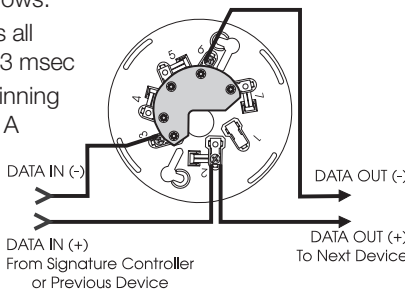 ows:
s all
3 msec
inning
A
DATA IN (-)
DATA OUT (-)
DATA IN (+)
From Signature Controller
or Previous Device
DATA OUT (+)
To Next Device
1
2
3
4
5
6
7